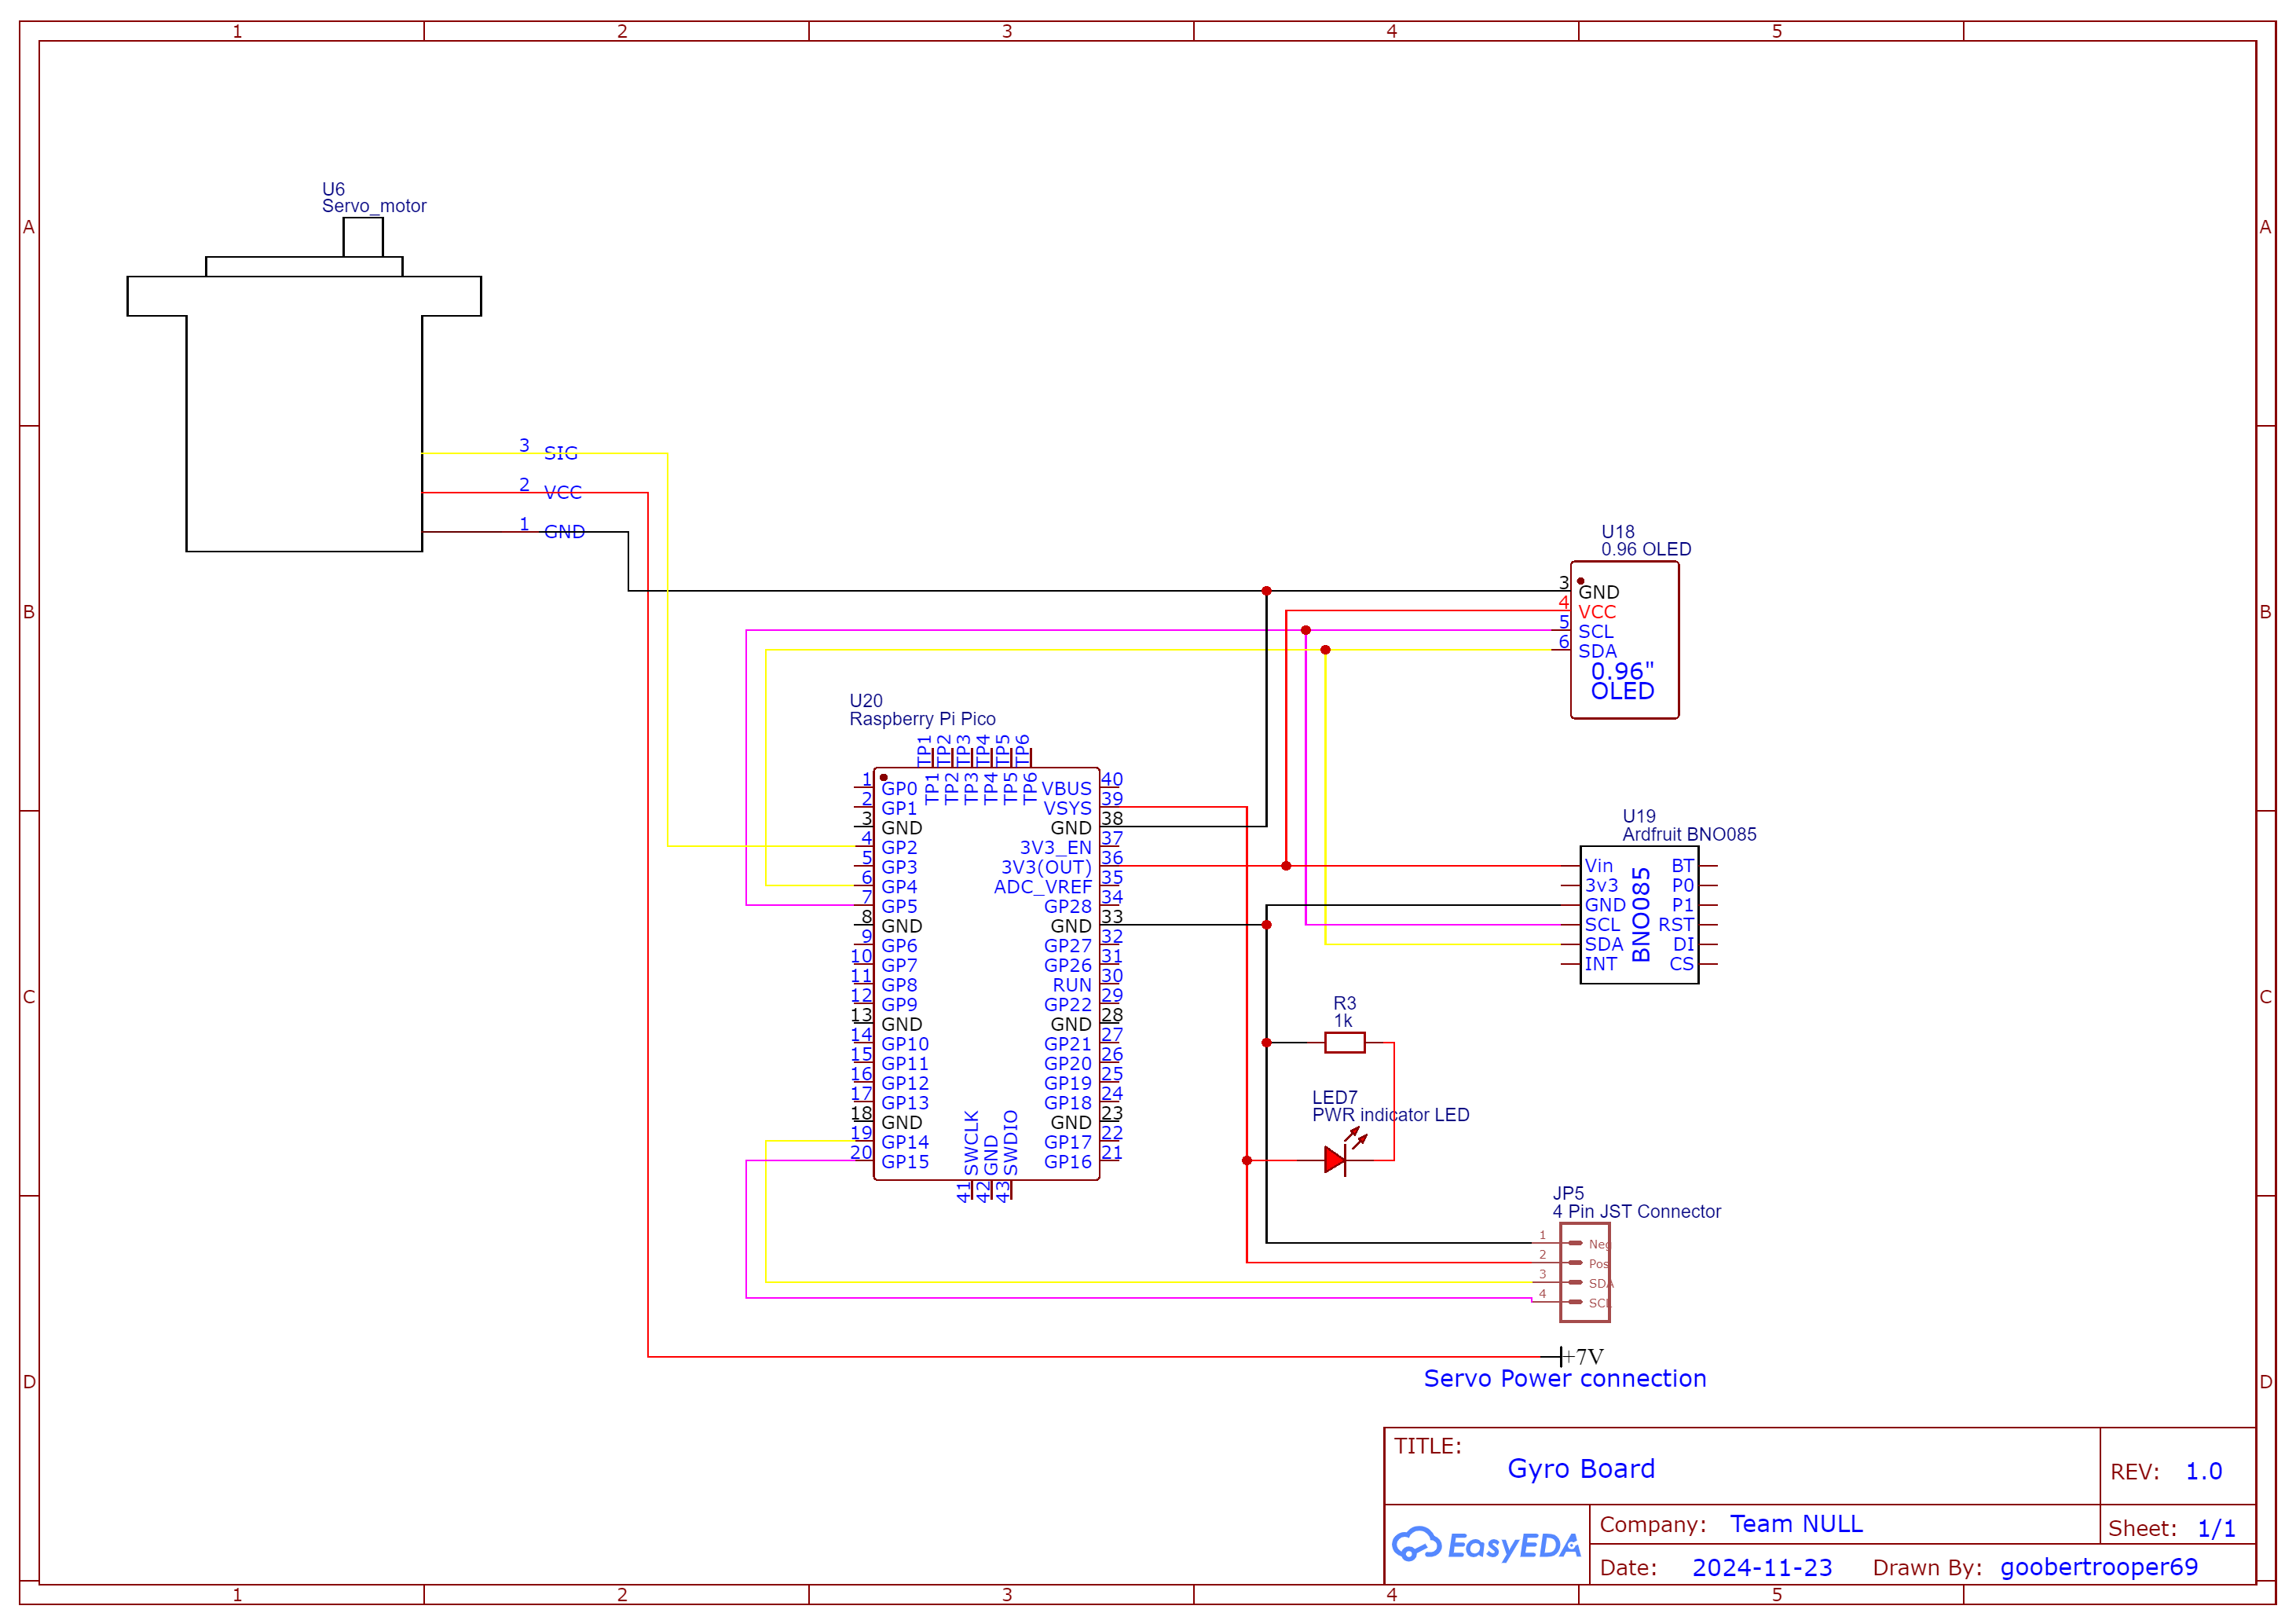 1 2 3 4 5
A A
B B
C C
D D
U6
Servo_motor
3 SIG
2 VCC
1 GND
U18
0.96 OLED
3 GND
4 VCC
5 SCL
6 SDA
0.96"
OLED
U20
Raspberry Pi Pico
TP1 TP2 TP3 TP4 TP5 TP6
TP1 TP2 TP3 TP4 TP5 TP6
1 GP0 VBUS 40
2 GP1 VSYS 39
3 GND GND 38
4 GP2 3V3_EN 37
5 GP3 3V3(OUT) 36
6 GP4 ADC_VREF 35
7 GP5 GP28 34
8 GND GND 33
9 GP6 GP27 32
10 GP7 GP26 31
11 GP8 RUN 30
12 GP9 GP22 29
13 GND GND 28
14 GP10 GP21 27
15 GP11 GP20 26
16 GP12 GP19 25
17 GP13 GP18 24
18 GND GND 23
19 GP14 GP17 22
20 GP15 GP16 21
SWCLK GND SWDIO
41 42 43
U19
Ardfruit BNO085
Vin BT
3v3 P0
GND P1
SCL RST
SDA DI
INT CS
BNO085
R3
1k
LED7
PWR indicator LED
JP5
4 Pin JST Connector
1 Neg
2 Pos
3 SDA
4 SCL
+7V
Servo Power connection
TITLE:
Gyro Board
REV: 1.0
EasyEDA
Company: Team NULL
Sheet: 1/1
Date: 2024-11-23 Drawn By: goobertrooper69
1 2 3 4 5